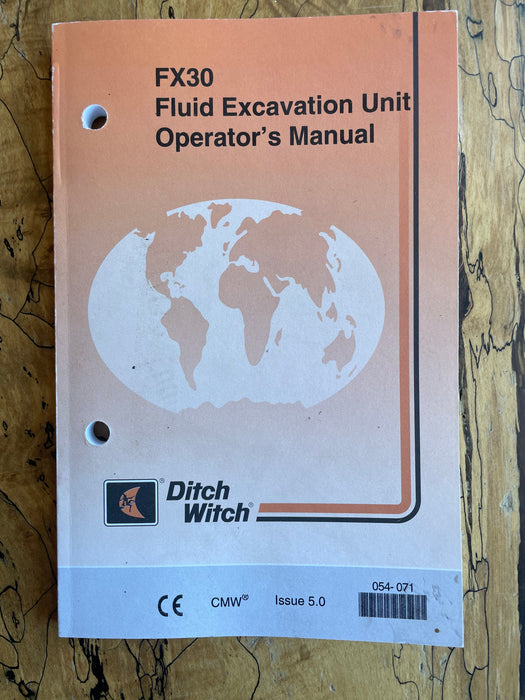 FX30
Fluid Excavation Unit
Operator's Manual
® Ditch
Witch®
CE CMW® Issue 5.0
054-071